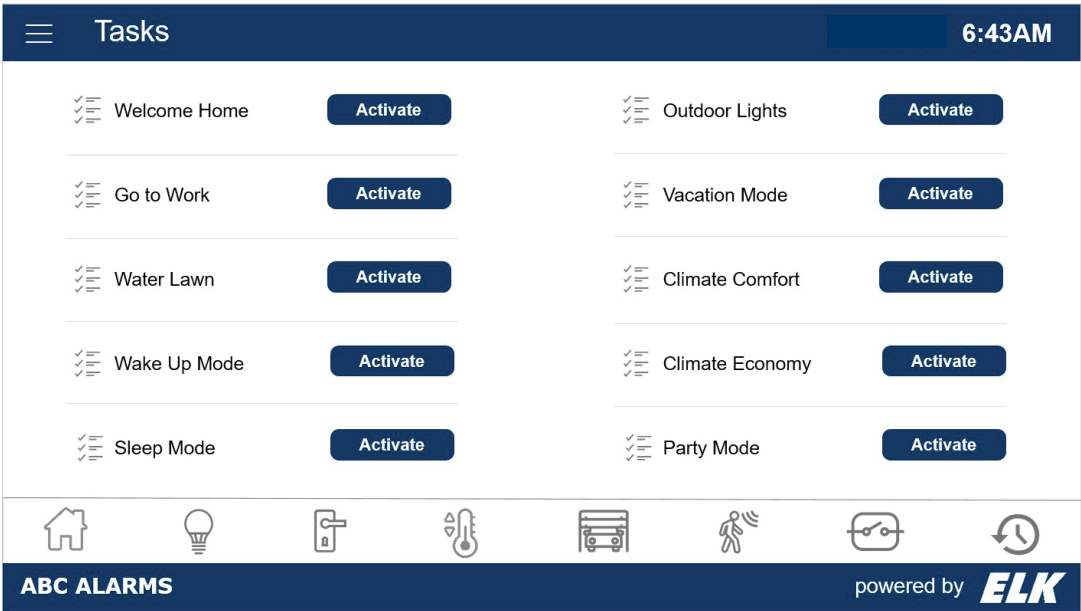 Tasks
6:43AM
Welcome Home
Activate
Go to Work
Activate
Water Lawn
Activate
Wake Up Mode
Activate
Sleep Mode
Activate
Outdoor Lights
Activate
Vacation Mode
Activate
Climate Comfort
Activate
Climate Economy
Activate
Party Mode
Activate
ABC ALARMS
powered by ELK